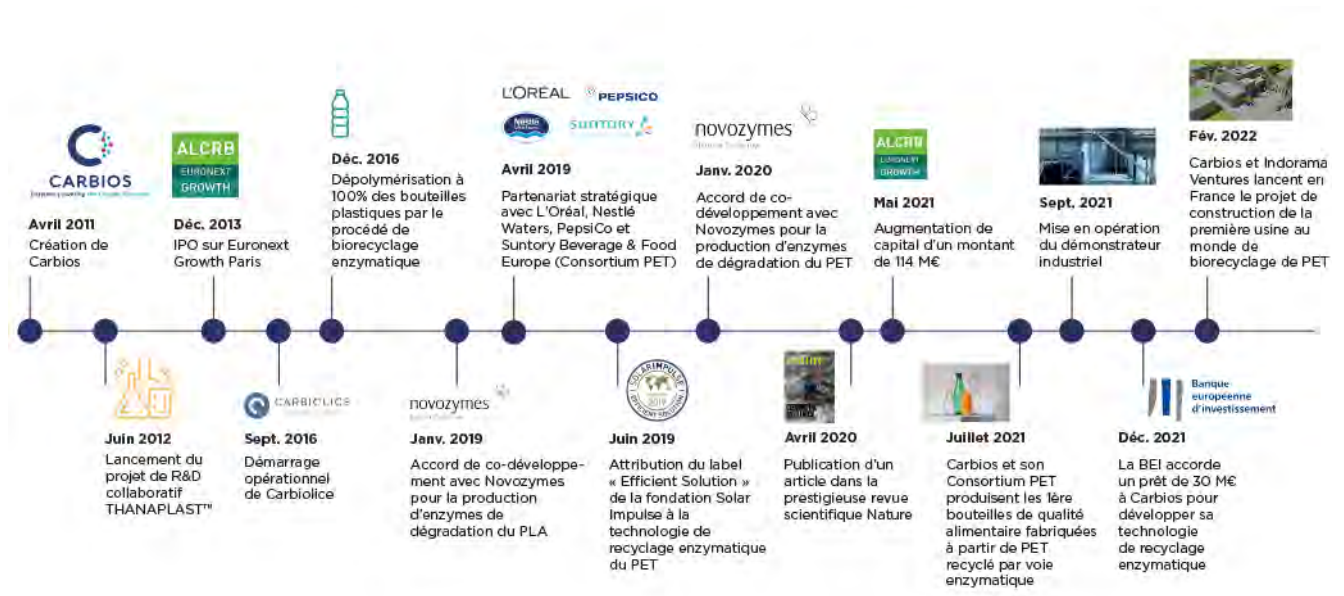 CARBIOS
Avril 2011
Création de
Carbios
ALCRB
EURONEXT
GROWTH
Déc. 2013
IPO sur Euronext
Growth Paris
Déc. 2016
Dépolymérisation à
100% des bouteilles
plastiques par le
procédé de
biorecyclage
enzymatique
L'ORÉAL
PEPSICO
Nestlé
SUNTORY
Avril 2019
Partenariat stratégique
avec L'Oréal, Nestlé
Waters, PepsiCo et
Suntory Beverage & Food
Europe (Consortium PET)
novozymes
Janv. 2020
Accord de co-
développement avec
Novozymes pour la
production d'enzymes
de dégradation du PET
ALCRB
EURONEXT
GROWTH
Mai 2021
Augmentation de
capital d'un montant
de 114 M€
Sept. 2021
Mise en opération
du démonstrateur
industriel
Fév. 2022
Carbios et Indorama
Ventures lancent en
France le projet de
construction de la
première usine au
monde de
biorecyclage de PET
Juin 2012
Lancement du
projet de R&D
collaboratif
THANAPLAST™
CARBIOLICE
Sept. 2016
Démarrage
opérationnel
de Carbiolice
novozymes
Janv. 2019
Accord de co-développe-
ment avec Novozymes
pour la production
d'enzymes de
dégradation du PLA
SOLARIMPULSE
EFFICIENT SOLUTION
2019
Juin 2019
Attribution du label
« Efficient Solution »
de la fondation Solar
Impulse à la
technologie de
recyclage enzymatique
du PET
Avril 2020
Publication d'un
article dans la
prestigieuse revue
scientifique Nature
Juillet 2021
Carbios et son
Consortium PET
produisent les 1ère
bouteilles de qualité
alimentaire fabriquées
à partir de PET
recyclé par voie
enzymatique
Banque
européenne
d'investissement
Déc. 2021
La BEI accorde
un prêt de 30 M€
à Carbios pour
développer sa
technologie
de recyclage
enzymatique